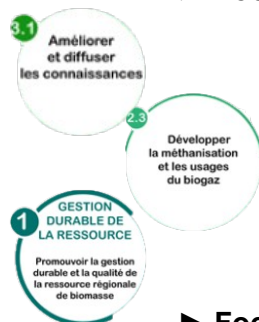 3.1
Améliorer
et diffuser
les connaissances
2.3
Développer
la méthanisation
et les usages
du biogaz
1
GESTION
DURABLE DE
LA RESSOURCE
Promouvoir la gestion
durable et la qualité de
la ressource régionale
de biomasse